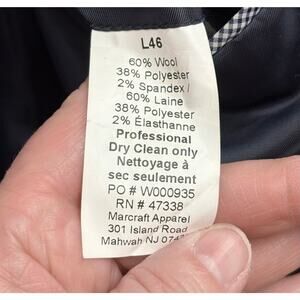 L46
60% Wool
38% Polyester
2% Spandex /
60% Laine
38% Polyester
2% Élasthanne
Professional
Dry Clean only
Nettoyage à
sec seulement
PO # W000935
RN # 47338
Marcraft Apparel
301 Island Road
Mahwah NJ